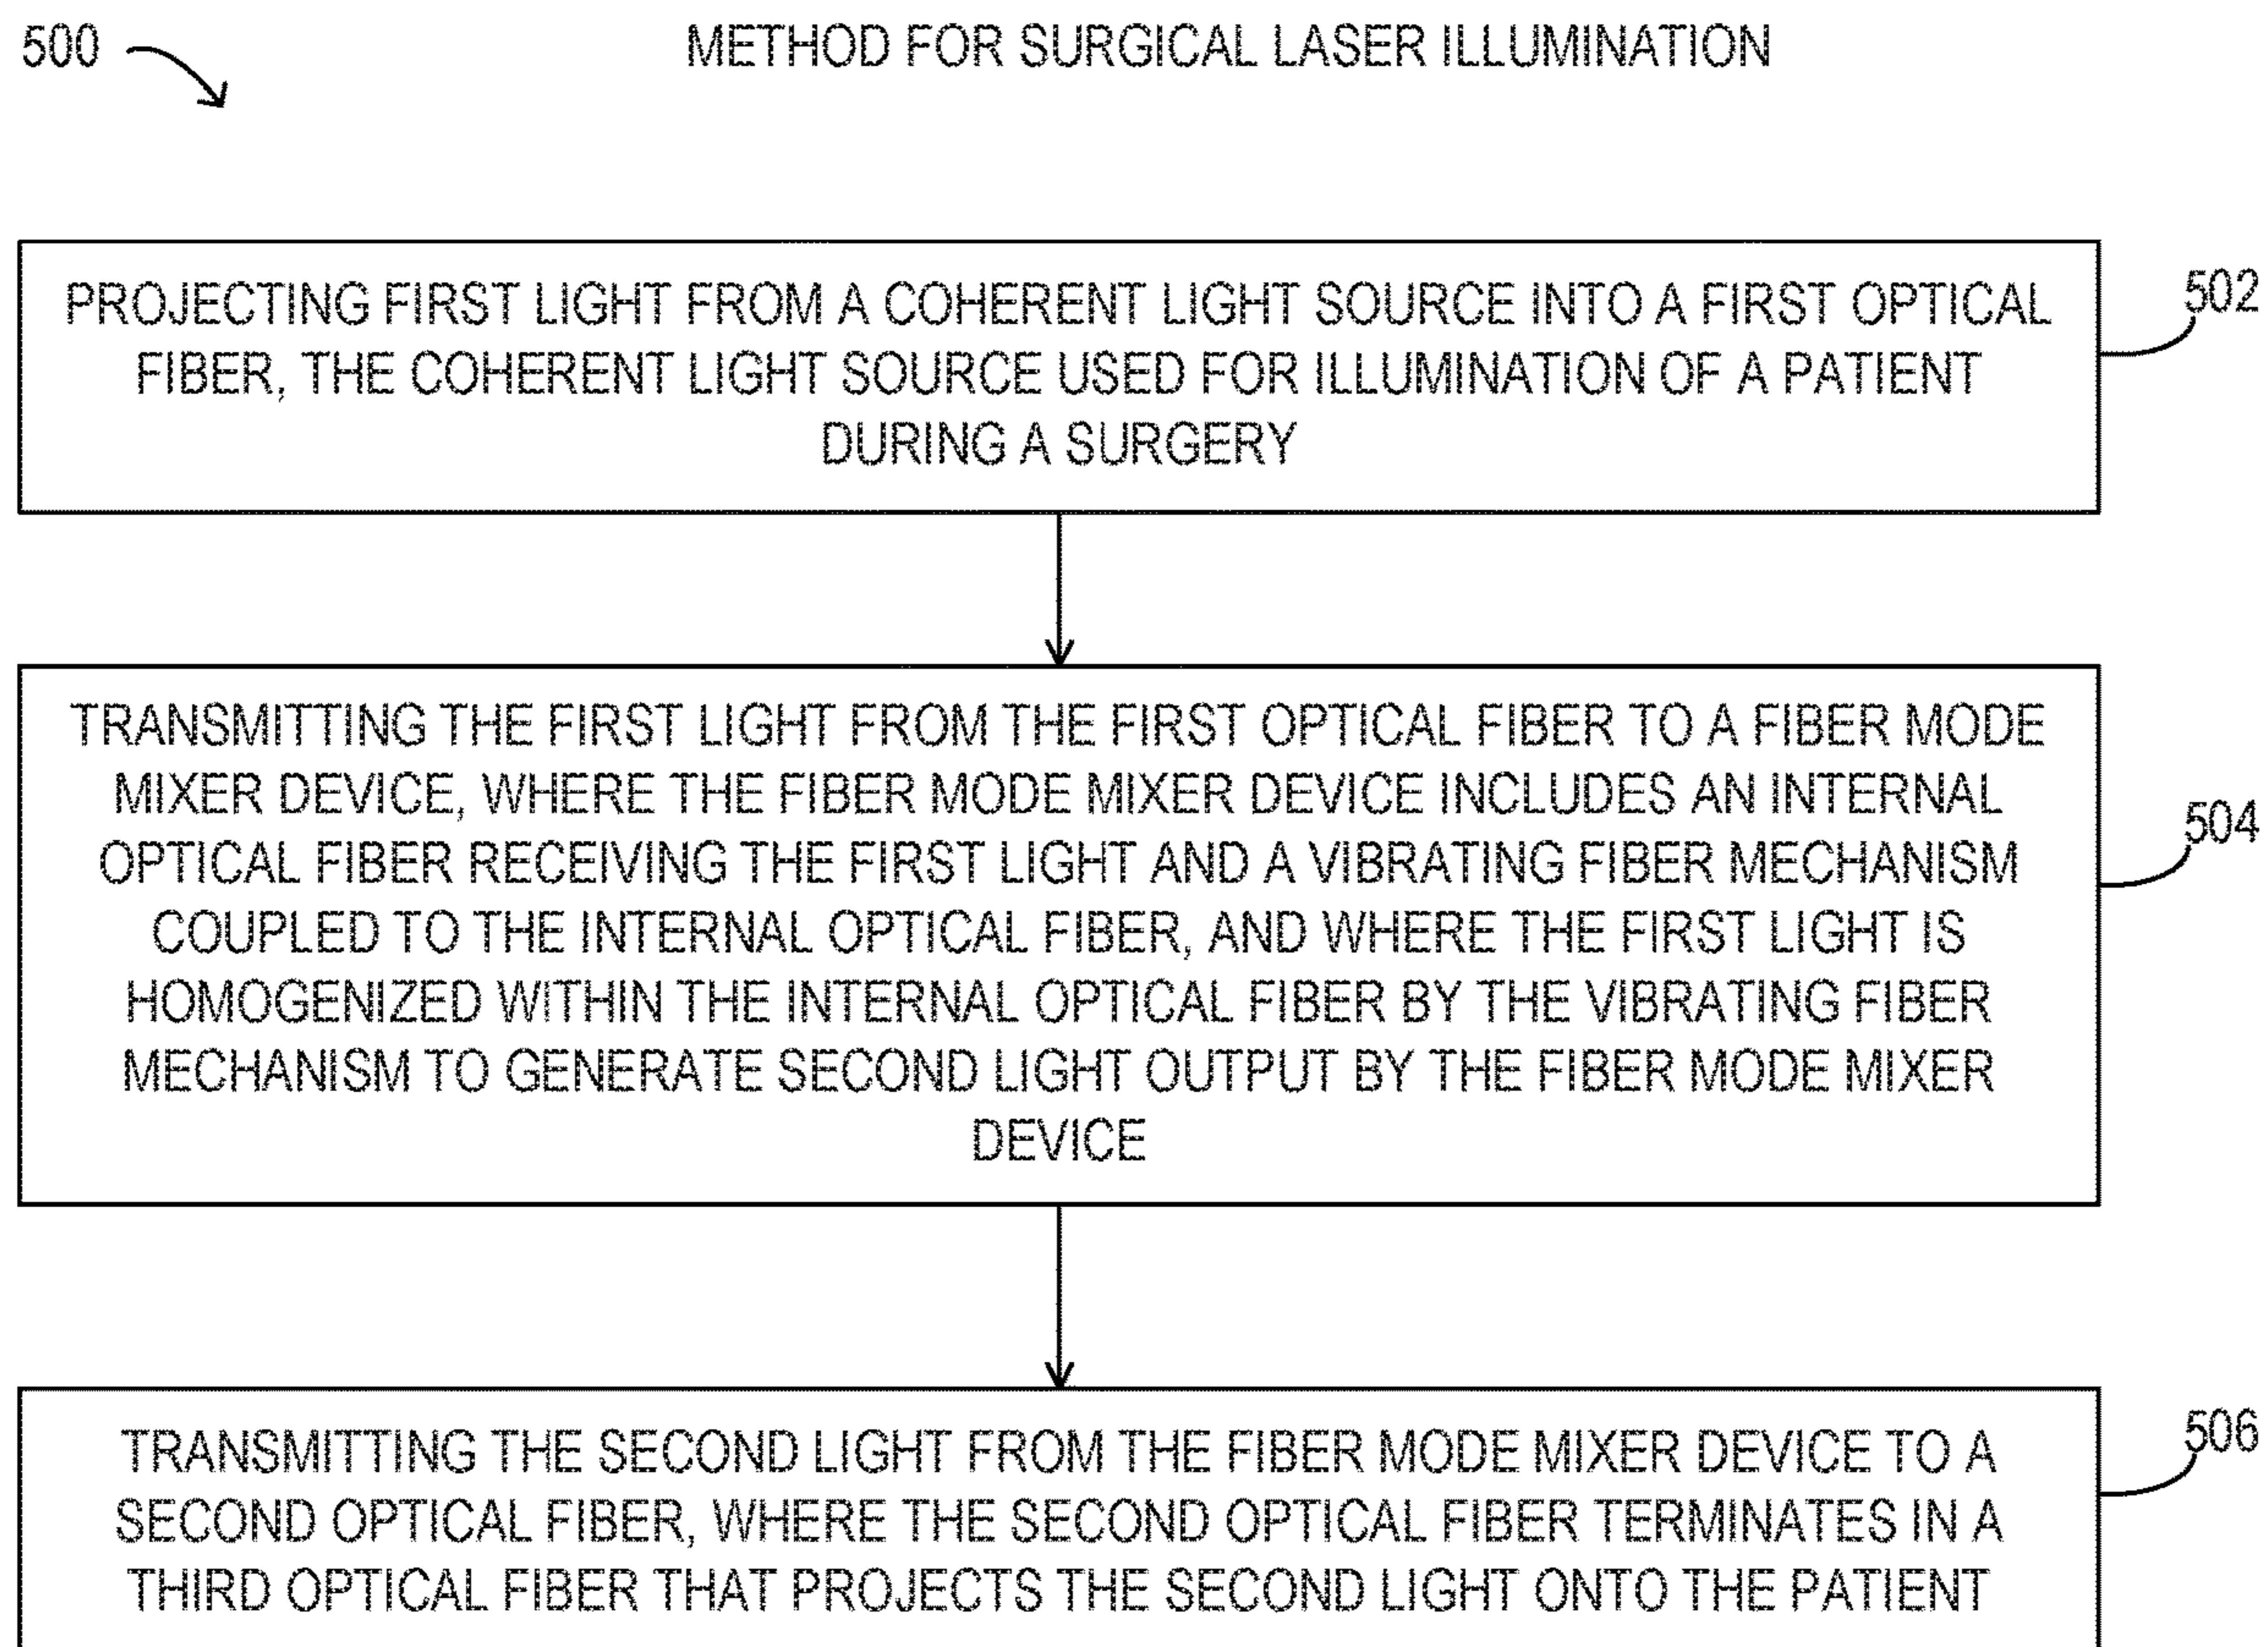 500
METHOD FOR SURGICAL LASER ILLUMINATION
PROJECTING FIRST LIGHT FROM A COHERENT LIGHT SOURCE INTO A FIRST OPTICAL
FIBER, THE COHERENT LIGHT SOURCE USED FOR ILLUMINATION OF A PATIENT
DURING A SURGERY
502
TRANSMITTING THE FIRST LIGHT FROM THE FIRST OPTICAL FIBER TO A FIBER MODE
MIXER DEVICE, WHERE THE FIBER MODE MIXER DEVICE INCLUDES AN INTERNAL
OPTICAL FIBER RECEIVING THE FIRST LIGHT AND A VIBRATING FIBER MECHANISM
COUPLED TO THE INTERNAL OPTICAL FIBER, AND WHERE THE FIRST LIGHT IS
HOMOGENIZED WITHIN THE INTERNAL OPTICAL FIBER BY THE VIBRATING FIBER
MECHANISM TO GENERATE SECOND LIGHT OUTPUT BY THE FIBER MODE MIXER
DEVICE
504
TRANSMITTING THE SECOND LIGHT FROM THE FIBER MODE MIXER DEVICE TO A
SECOND OPTICAL FIBER, WHERE THE SECOND OPTICAL FIBER TERMINATES IN A
THIRD OPTICAL FIBER THAT PROJECTS THE SECOND LIGHT ONTO THE PATIENT
506